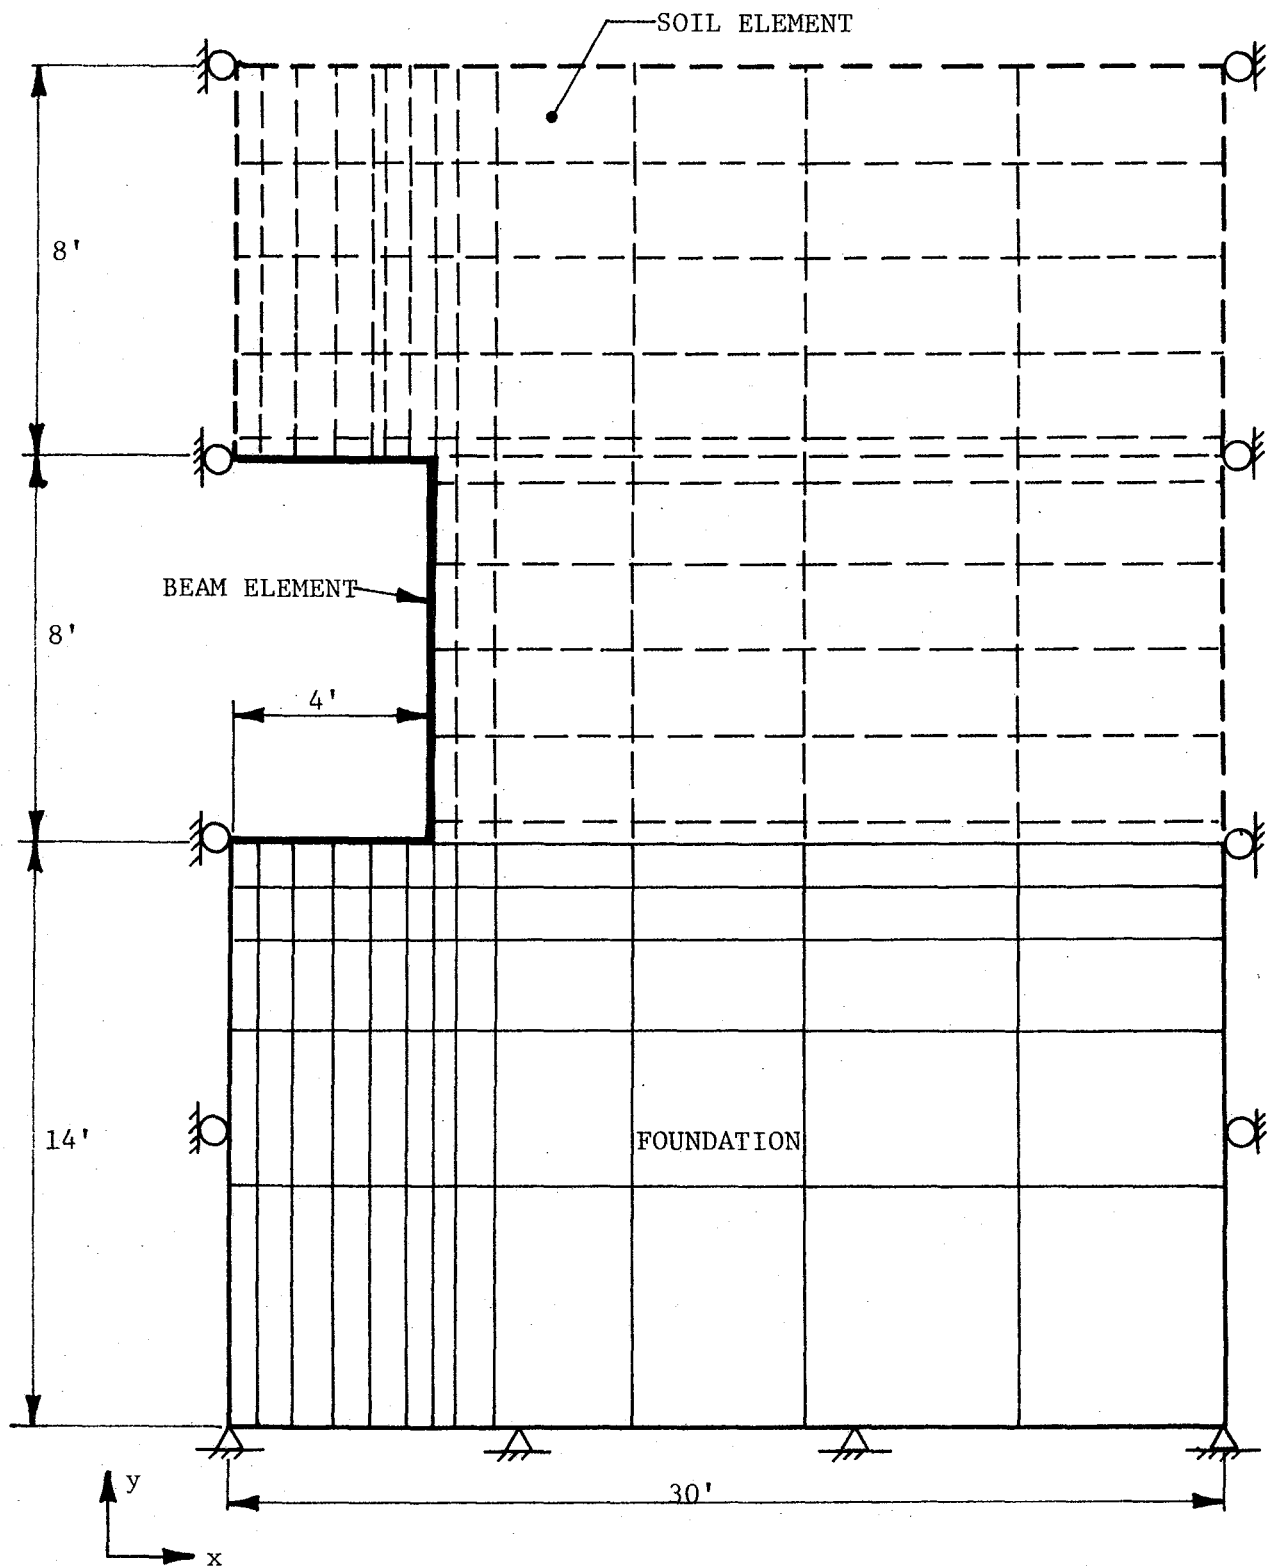 SOIL ELEMENT
8'
BEAM ELEMENT
8'
4'
14'
FOUNDATION
30'
y
x